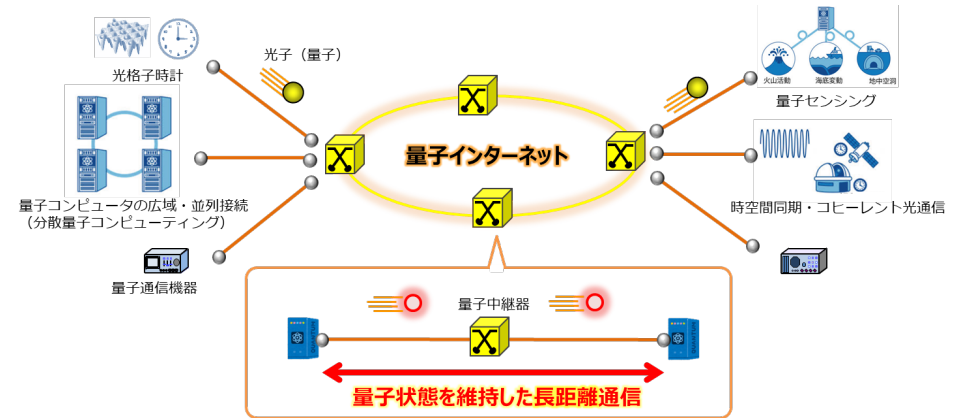 光格子時計
光子（量子）
火山活動
海底変動
地中空洞
量子センシング
量子インターネット
量子コンピュータの広域・並列接続
（分散量子コンピューティング）
時空間同期・コヒーレント光通信
量子通信機器
量子中継器
量子状態を維持した長距離通信